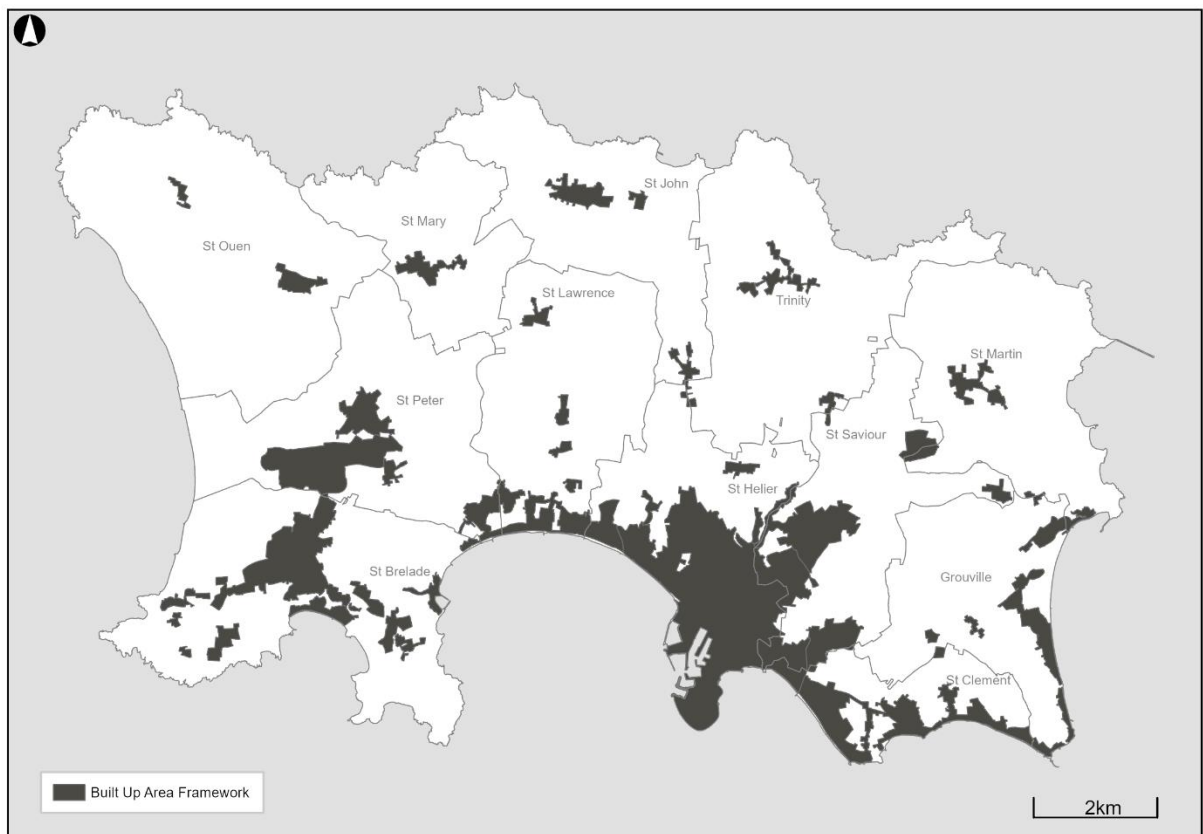 St John
St Mary
St Ouen
St Lawrence
Trinity
St Martin
St Peter
St Saviour
St Helier
St Brelade
Grouville
St Clement
Built Up Area Framework
2km